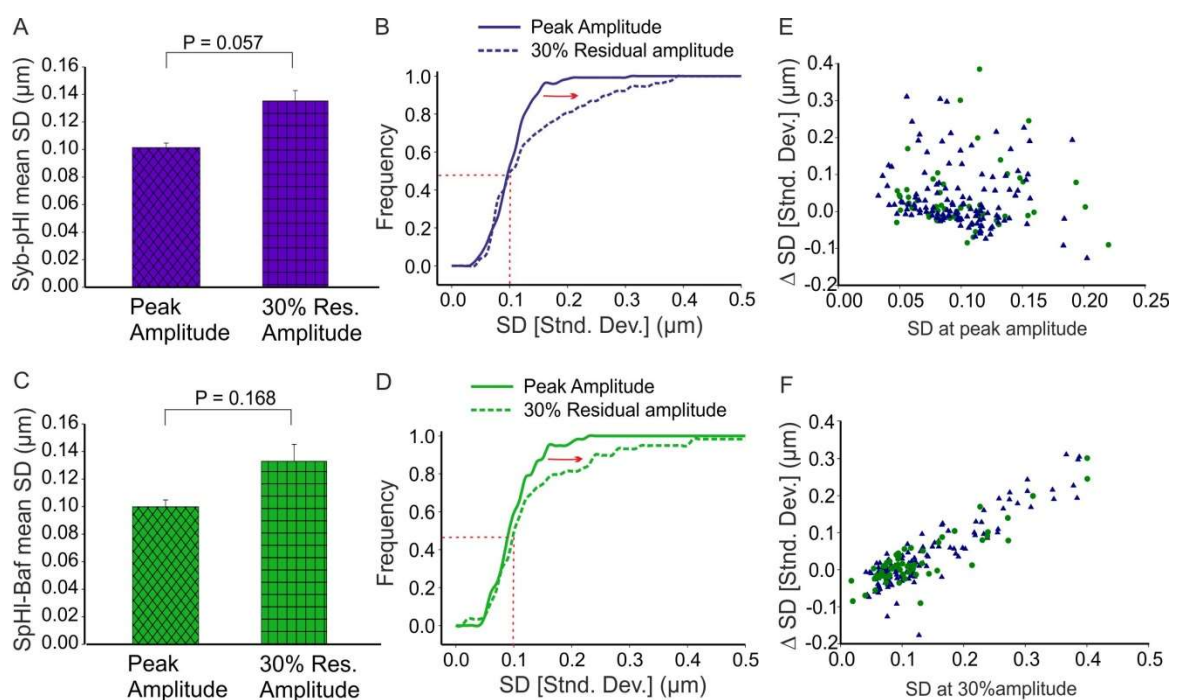 A
P = 0.057
Syb-pHI mean SD (µm)
0.16
0.14
0.12
0.10
0.08
0.06
0.04
0.02
0.00
Peak
Amplitude
30% Res.
Amplitude
B
Peak Amplitude
30% Residual amplitude
Frequency
1.0
0.8
0.6
0.4
0.2
0.0
0.0 0.1 0.2 0.3 0.4 0.5
SD [Stnd. Dev.] (µm)
E
Δ SD [Stnd. Dev.] (µm)
0.4
0.3
0.2
0.1
0.0
-0.1
-0.2
0.00 0.05 0.10 0.15 0.20 0.25
SD at peak amplitude
C
P = 0.168
SpHI-Baf mean SD (µm)
0.16
0.14
0.12
0.10
0.08
0.06
0.04
0.02
0.00
Peak
Amplitude
30% Res.
Amplitude
D
Peak Amplitude
30% Residual amplitude
Frequency
1.0
0.8
0.6
0.4
0.2
0.0
0.0 0.1 0.2 0.3 0.4 0.5
SD [Stnd. Dev.] (µm)
F
Δ SD [Stnd. Dev.] (µm)
0.4
0.3
0.2
0.1
0.0
-0.1
-0.2
0.0 0.1 0.2 0.3 0.4 0.5
SD at 30%amplitude